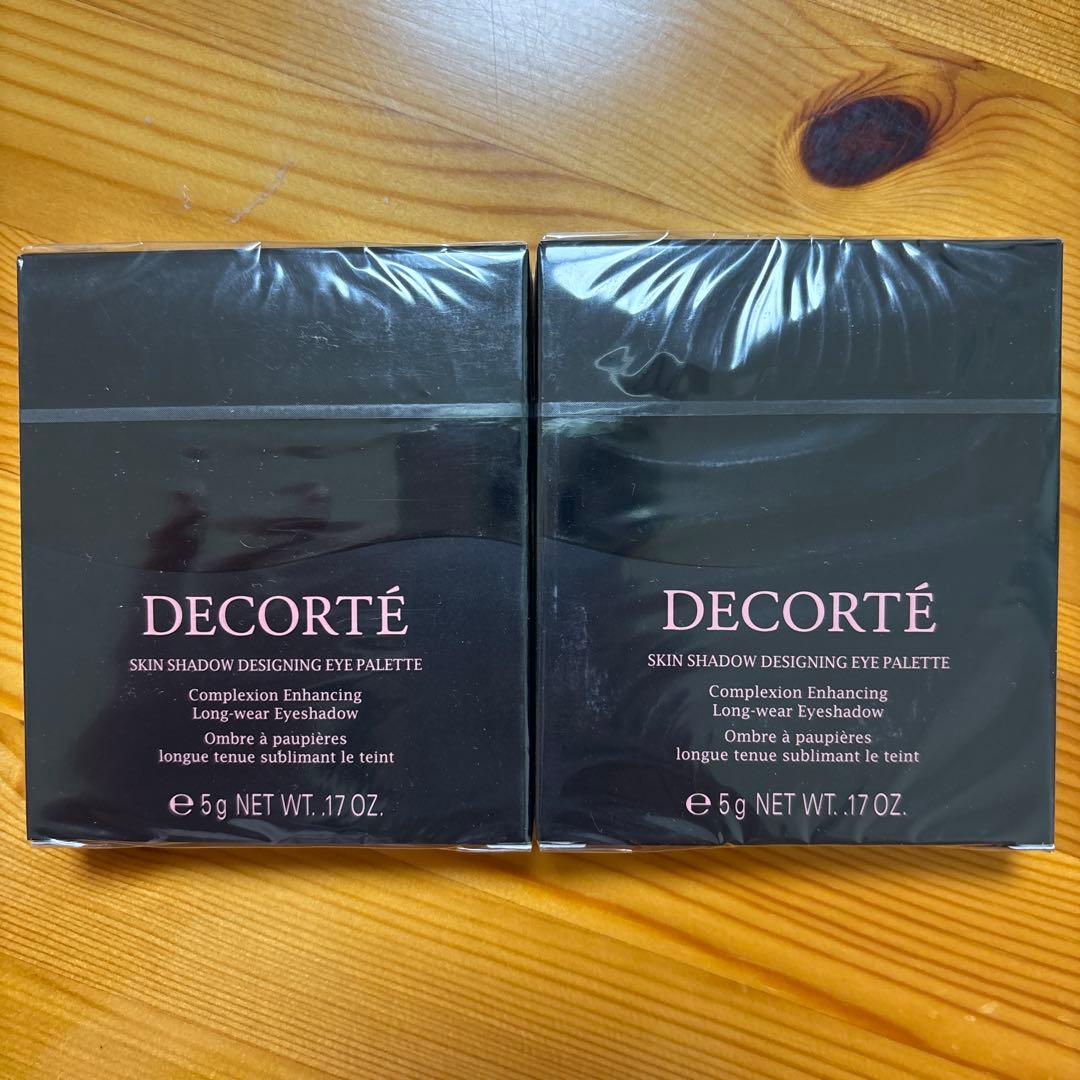 DECORTÉ
SKIN SHADOW DESIGNING EYE PALETTE
Complexion Enhancing
Long-wear Eyeshadow
Ombre à paupières
longue tenue sublimant le teint
℮ 5g NET WT. .17 OZ.
DECORTÉ
SKIN SHADOW DESIGNING EYE PALETTE
Complexion Enhancing
Long-wear Eyeshadow
Ombre à paupières
longue tenue sublimant le teint
℮ 5g NET WT. .17 OZ.